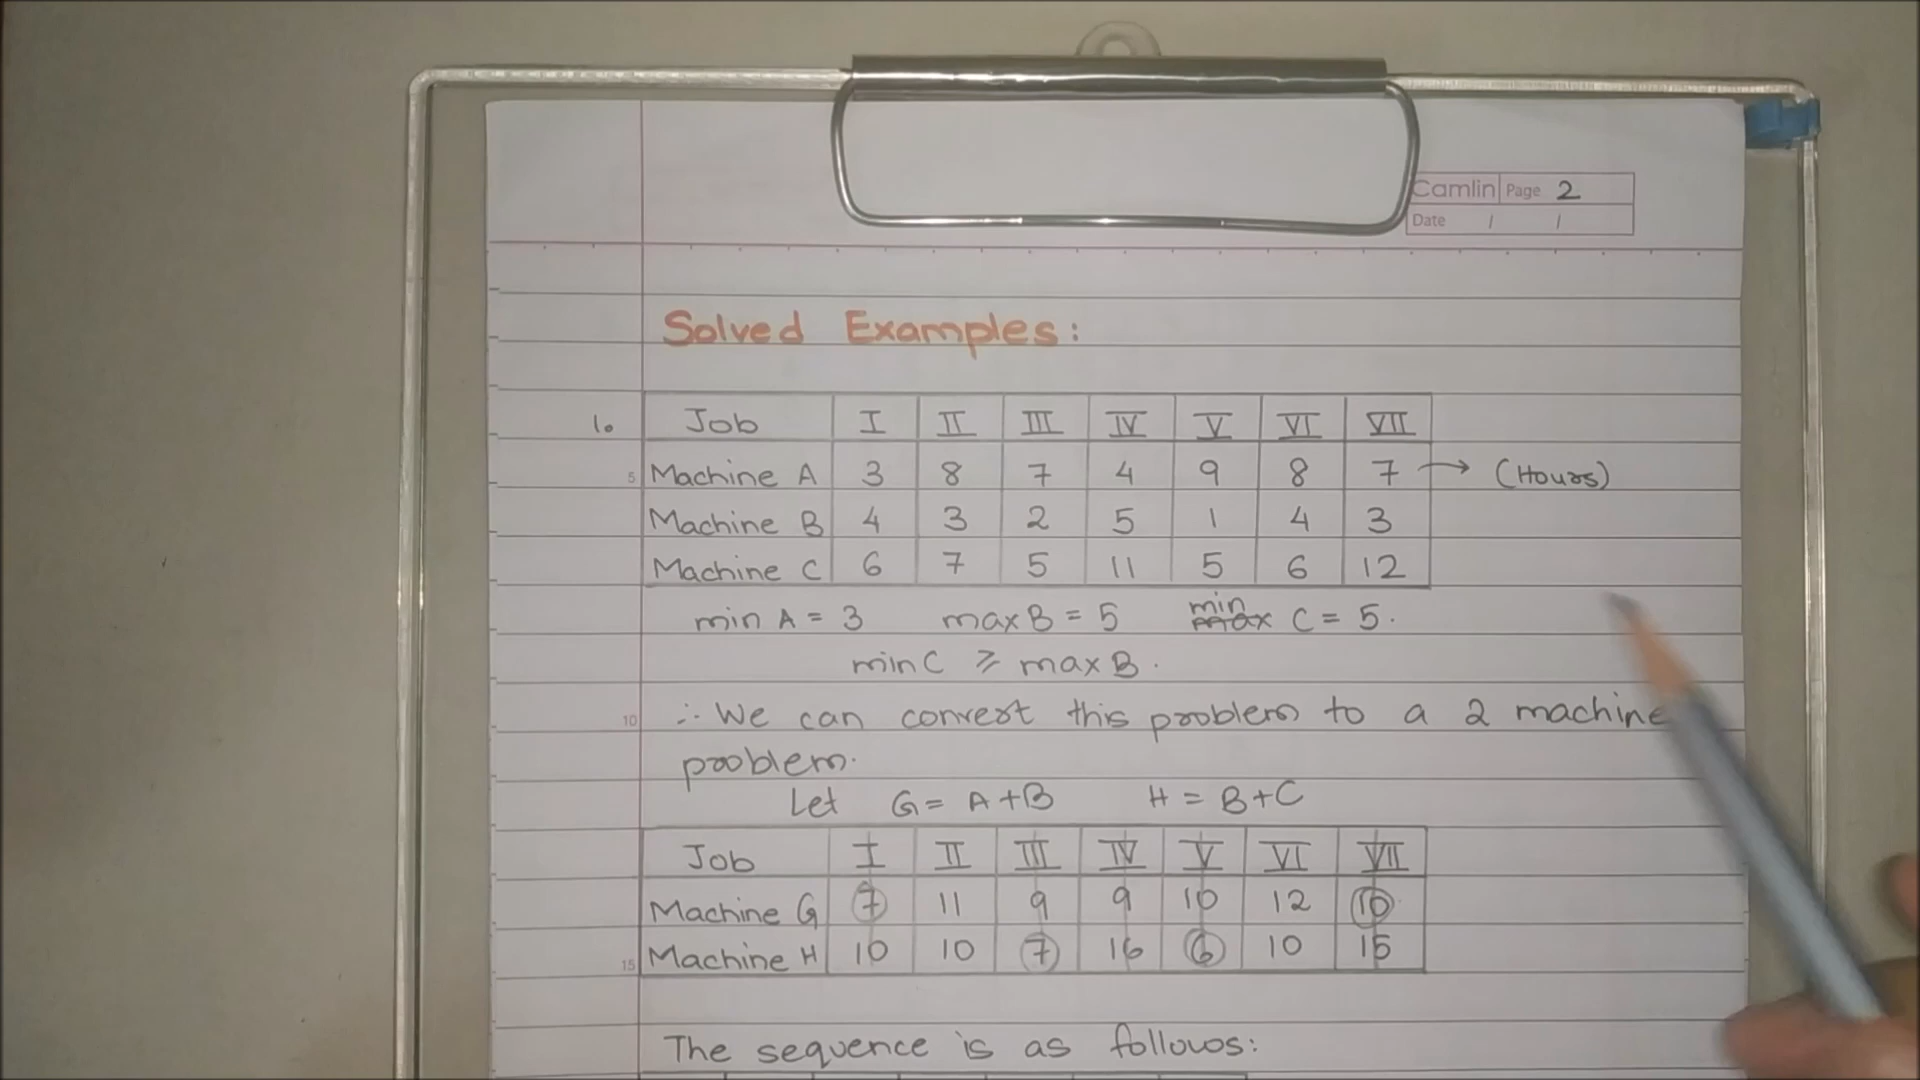 Camlin Page 2
Date / /
Solved Examples:
1. Job I II III IV V VI VII
5 Machine A 3 8 7 4 9 8 7 → (Hours)
Machine B 4 3 2 5 1 4 3
Machine C 6 7 5 11 5 6 12
min A = 3 max B = 5 min max C = 5.
min C ≥ max B.
10 ∴ We can convert this problem to a 2 machine
problem.
Let G = A+B H = B+C
Job I II III IV V VI VII
Machine G 7 11 9 9 10 12 10
15 Machine H 10 10 7 16 6 10 15
The sequence is as follows: